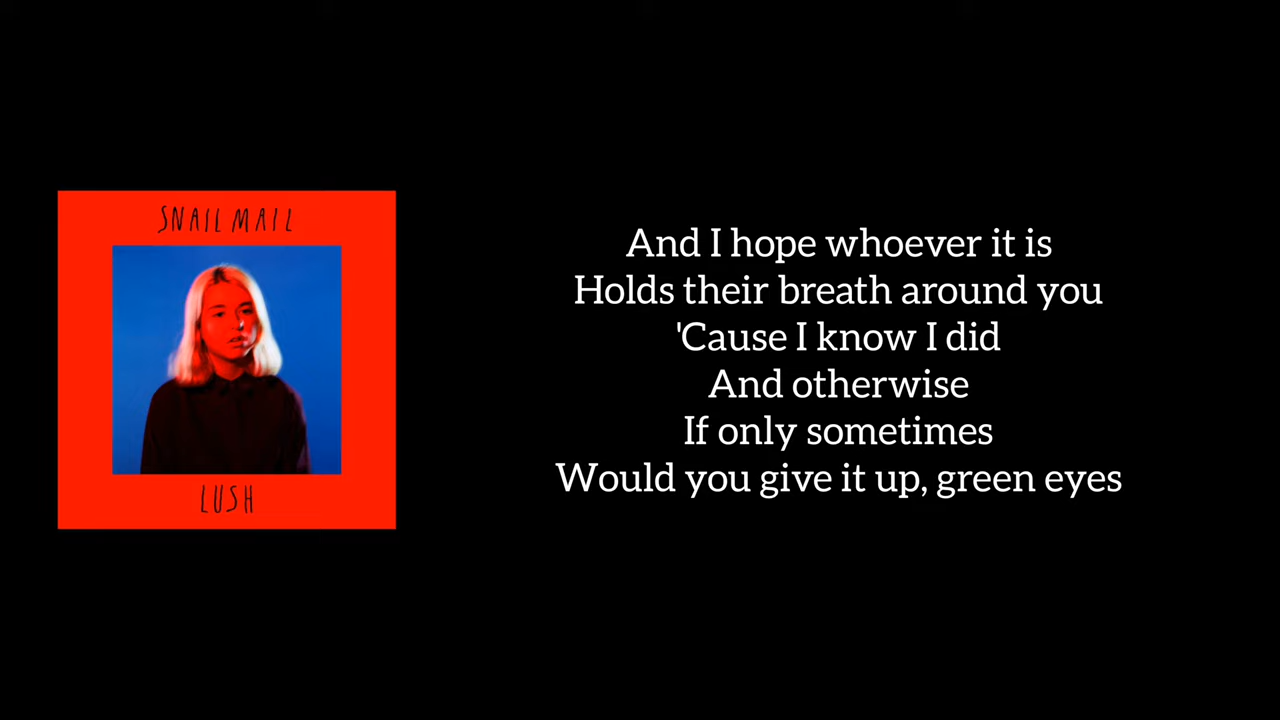 SNAIL MAIL
LUSH
And I hope whoever it is
Holds their breath around you
'Cause I know I did
And otherwise
If only sometimes
Would you give it up, green eyes